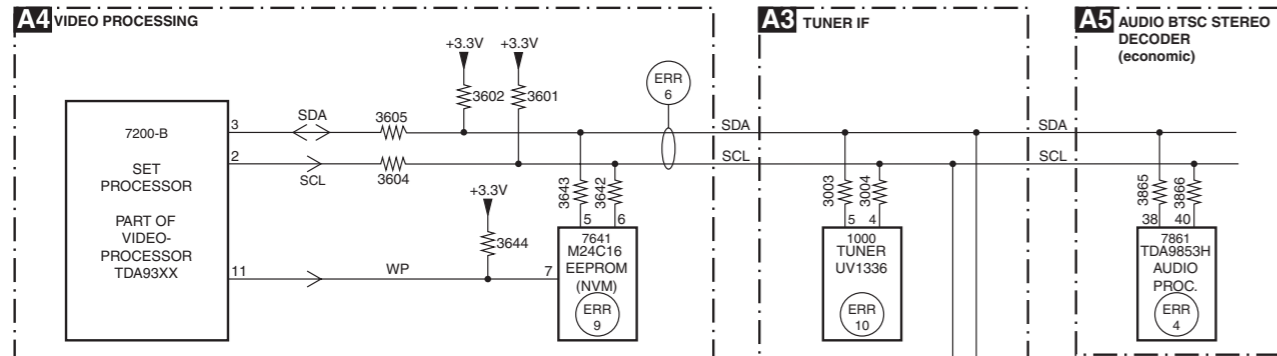 A4 VIDEO PROCESSING
+3.3V
+3.3V
3602
3601
ERR
6
7200-B
SET
PROCESSOR
PART OF
VIDEO-
PROCESSOR
TDA93XX
3
SDA
3605
2
SCL
3604
SDA
SCL
+3.3V
3644
3643
3642
5 6
7641
M24C16
EEPROM
(NVM)
ERR
9
11
WP
7
A3 TUNER IF
3003
3004
5 4
1000
TUNER
UV1336
ERR
10
SDA
SCL
A5 AUDIO BTSC STEREO
DECODER
(economic)
3865
3866
38 40
7861
TDA9853H
AUDIO
PROC.
ERR
4